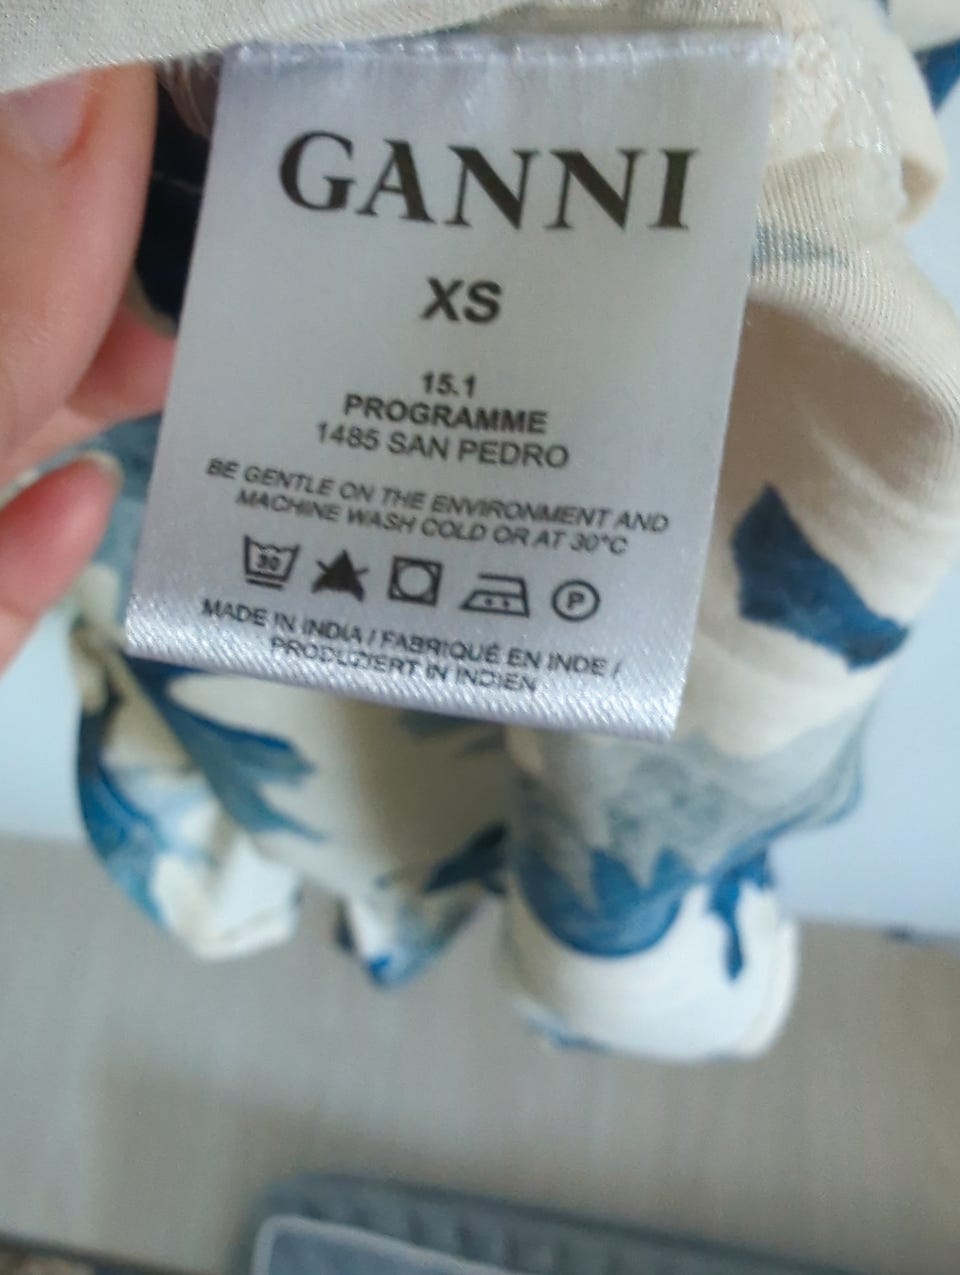 GANNI
XS
15.1
PROGRAMME
1485 SAN PEDRO
BE GENTLE ON THE ENVIRONMENT AND
MACHINE WASH COLD OR AT 30°C
30 P
MADE IN INDIA / FABRIQUÉ EN INDE /
PRODUZIERT IN INDIEN